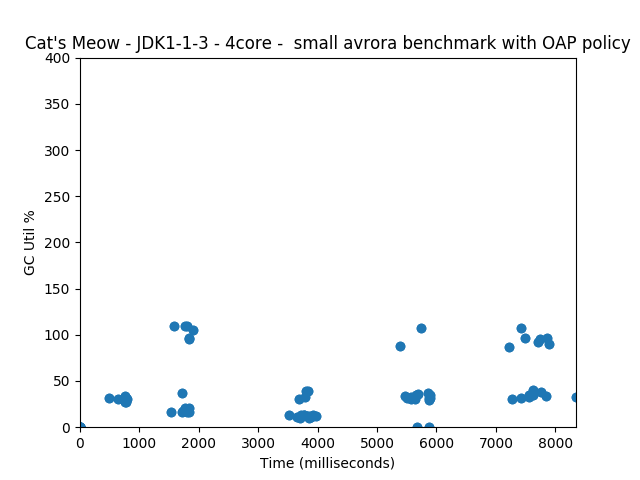 Cat's Meow - JDK1-1-3 - 4core -  small avrora benchmark with OAP policy
400
350
300
250
200
150
100
50
0
GC Util %
0 1000 2000 3000 4000 5000 6000 7000 8000
Time (milliseconds)